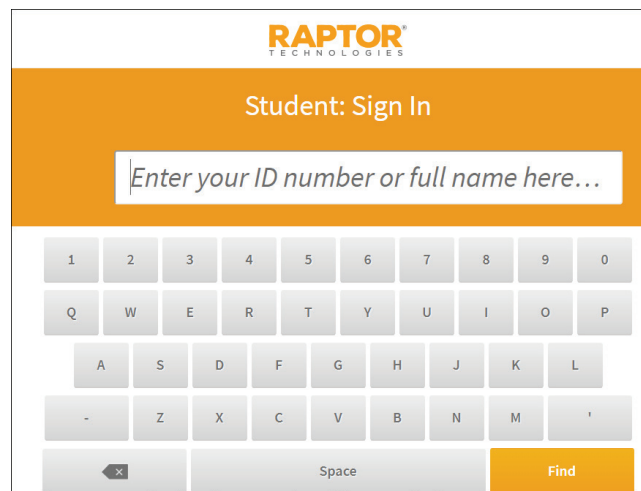 RAPTOR®
TECHNOLOGIES
Student: Sign In
Enter your ID number or full name here...
1 2 3 4 5 6 7 8 9 0
Q W E R T Y U I O P
A S D F G H J K L
- Z X C V B N M '
Space Find